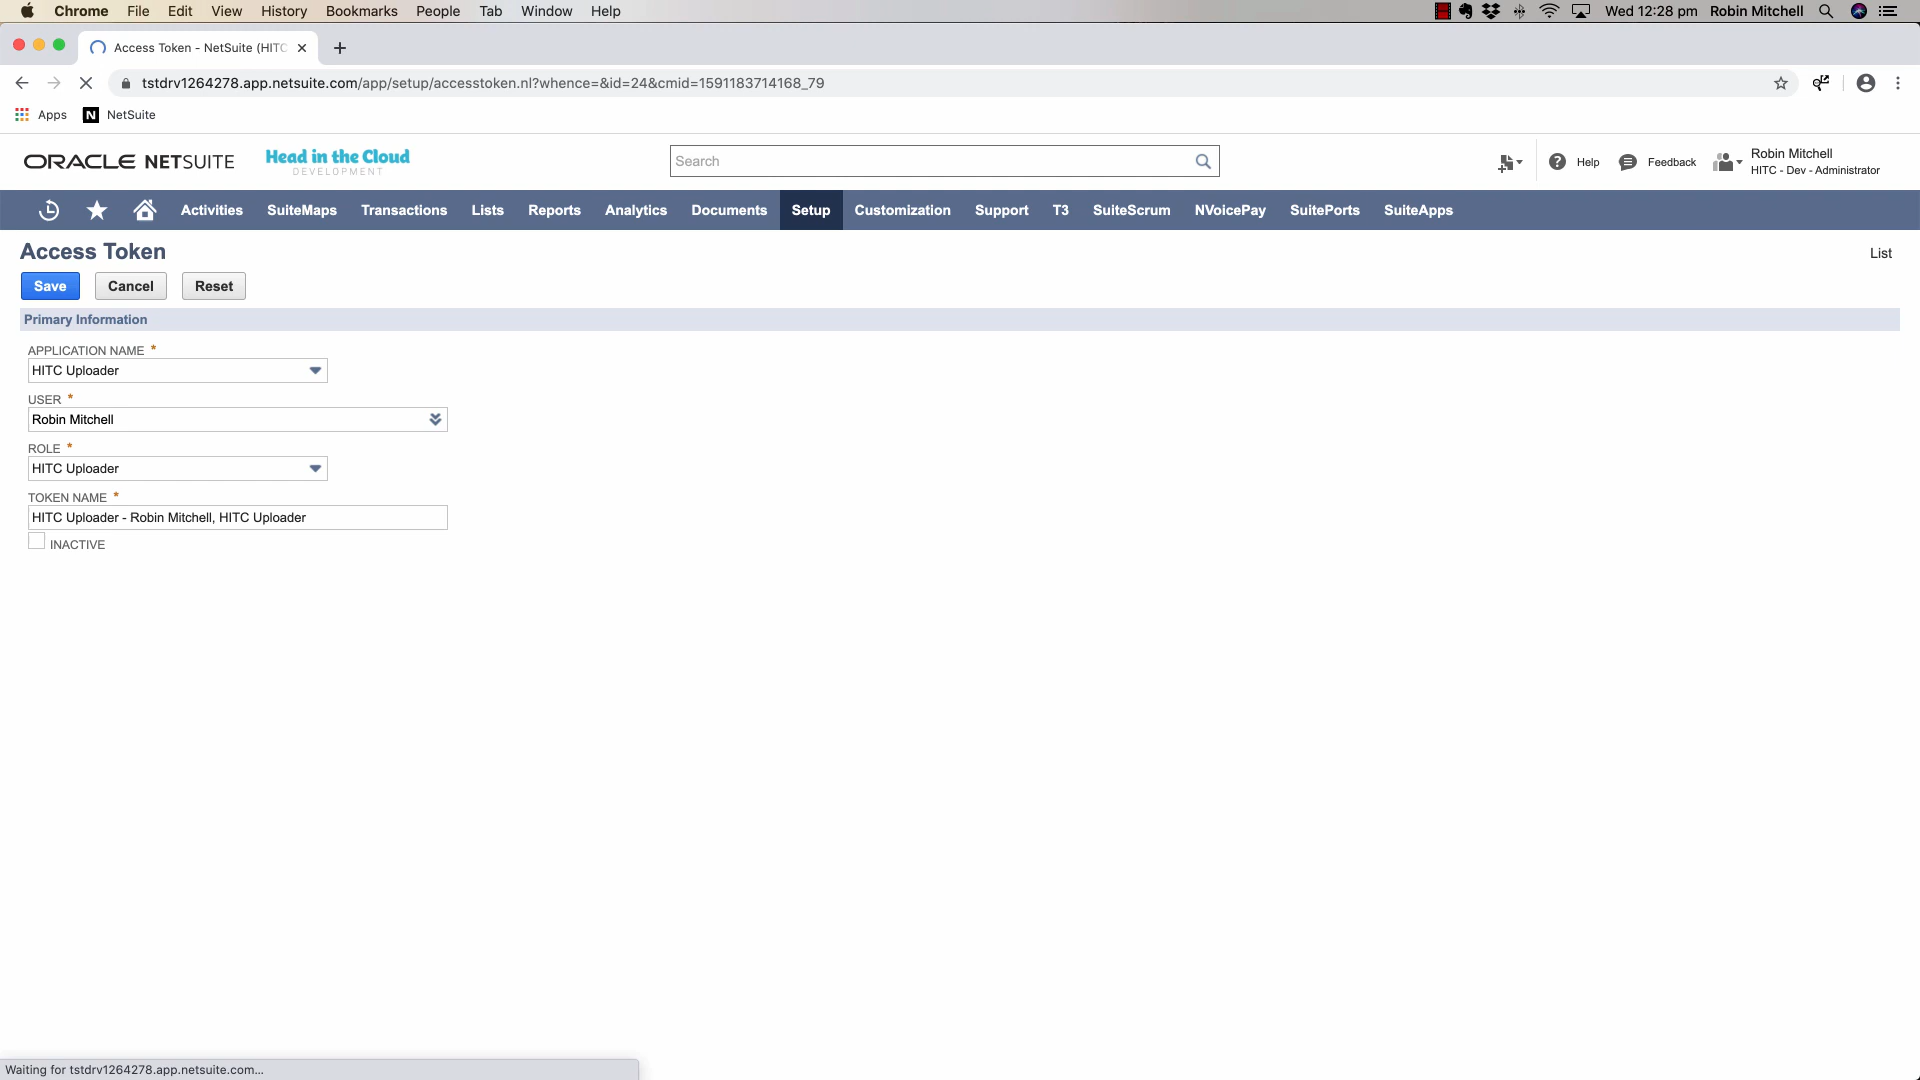 Chrome File Edit View History Bookmarks People Tab Window Help Wed 12:28 pm Robin Mitchell
Access Token - NetSuite (HITC
tstdrv1264278.app.netsuite.com/app/setup/accesstoken.nl?whence=&id=24&cmid=1591183714168_79
Apps N NetSuite
ORACLE NETSUITE Head in the Cloud Search Help Feedback Robin Mitchell
DEVELOPMENT HITC - Dev - Administrator
Activities SuiteMaps Transactions Lists Reports Analytics Documents Setup Customization Support T3 SuiteScrum NVoicePay SuitePorts SuiteApps
Access Token List
Save Cancel Reset
Primary Information
APPLICATION NAME *
HITC Uploader
USER *
Robin Mitchell
ROLE *
HITC Uploader
TOKEN NAME *
HITC Uploader - Robin Mitchell, HITC Uploader
INACTIVE
Waiting for tstdrv1264278.app.netsuite.com...